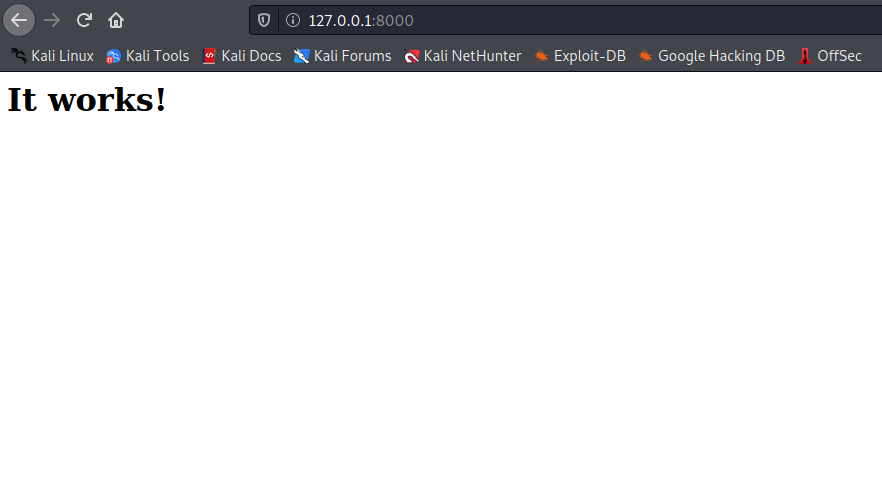 127.0.0.1:8000
Kali Linux Kali Tools Kali Docs Kali Forums Kali NetHunter Exploit-DB Google Hacking DB OffSec
It works!